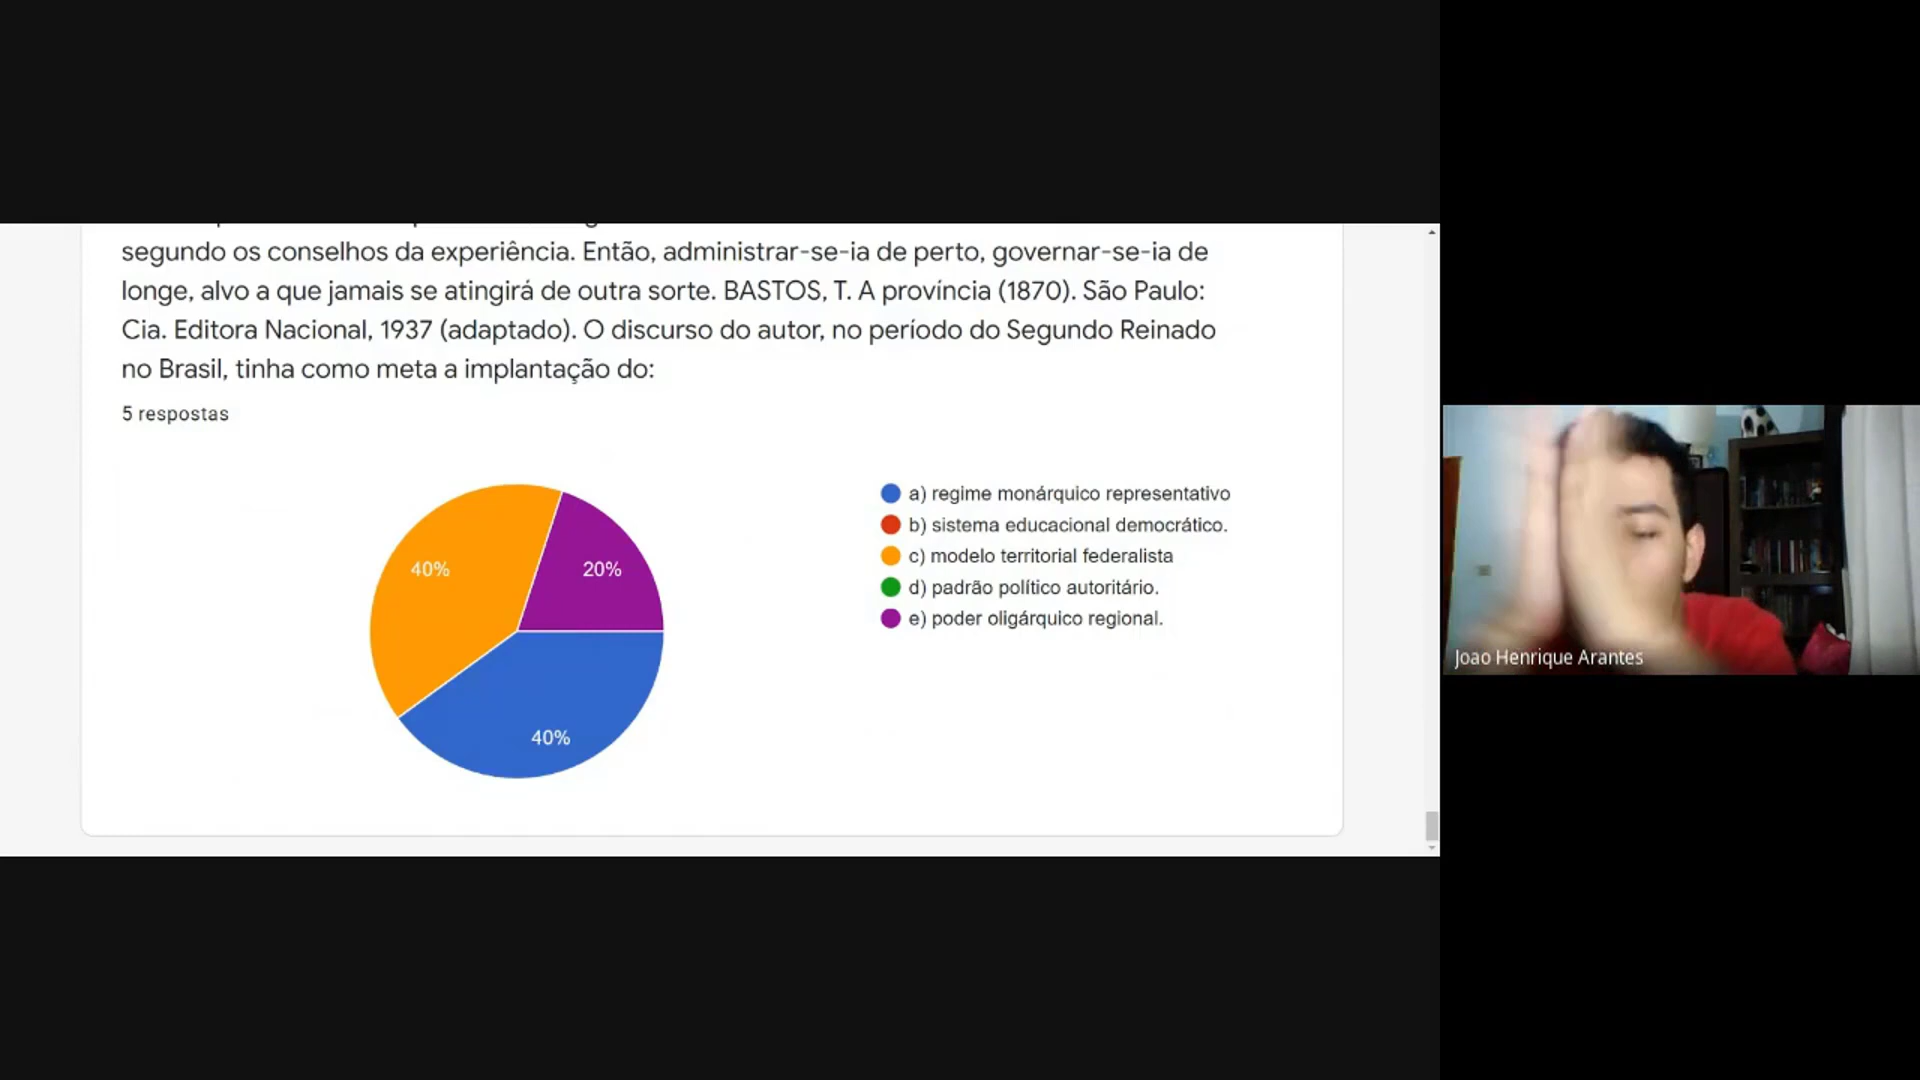 segundo os conselhos da experiência. Então, administrar-se-ia de perto, governar-se-ia de
longe, alvo a que jamais se atingirá de outra sorte. BASTOS, T. A província (1870). São Paulo:
Cia. Editora Nacional, 1937 (adaptado). O discurso do autor, no período do Segundo Reinado
no Brasil, tinha como meta a implantação do:
5 respostas
40%
20%
40%
a) regime monárquico representativo
b) sistema educacional democrático.
c) modelo territorial federalista
d) padrão político autoritário.
e) poder oligárquico regional.
Joao Henrique Arantes